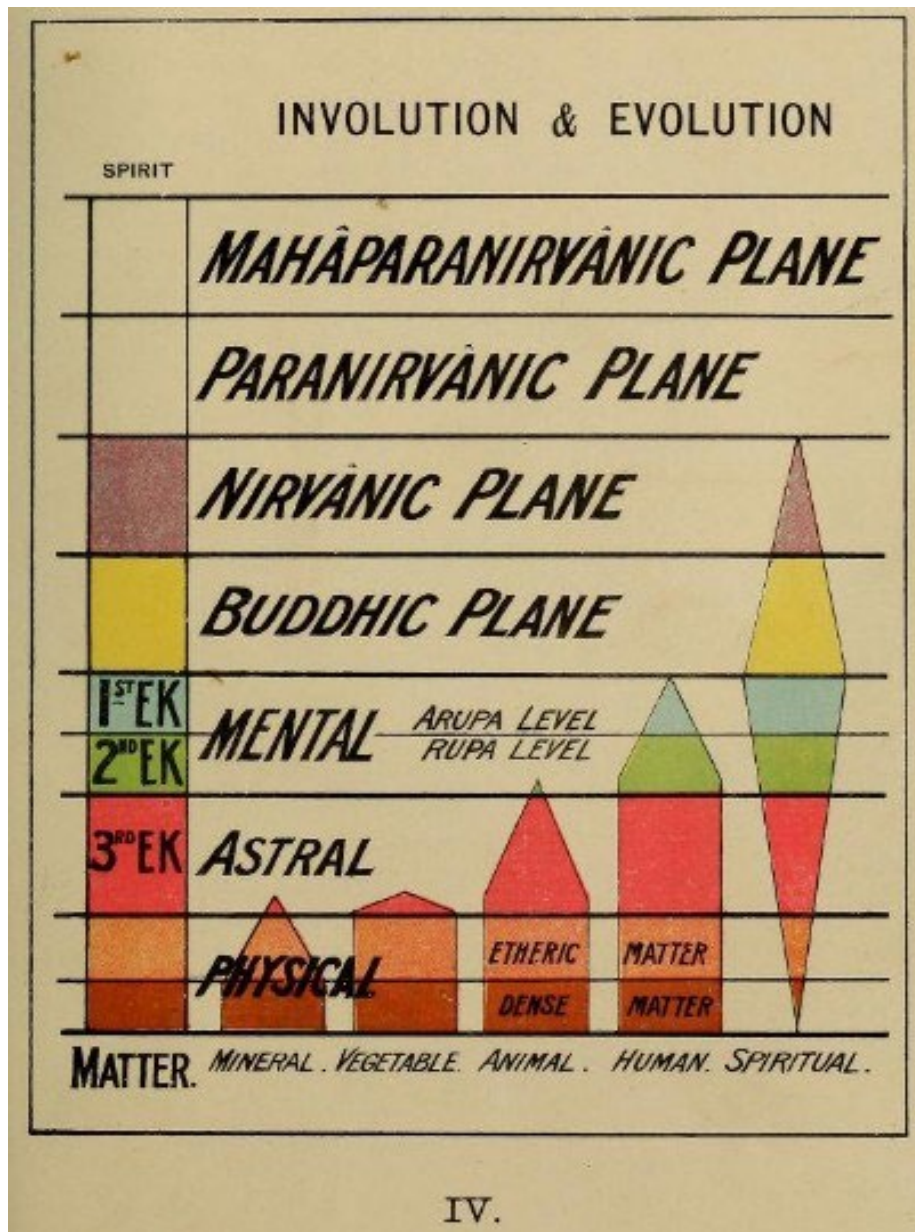 INVOLUTION & EVOLUTION
SPIRIT
MAHÂPARANIRVÂNIC PLANE
PARANIRVÂNIC PLANE
NIRVÂNIC PLANE
BUDDHIC PLANE
1ST EK
MENTAL
ARUPA LEVEL
2ND EK
RUPA LEVEL
3RD EK
ASTRAL
PHYSICAL
ETHERIC MATTER
DENSE MATTER
MATTER. MINERAL. VEGETABLE. ANIMAL. HUMAN. SPIRITUAL.
IV.